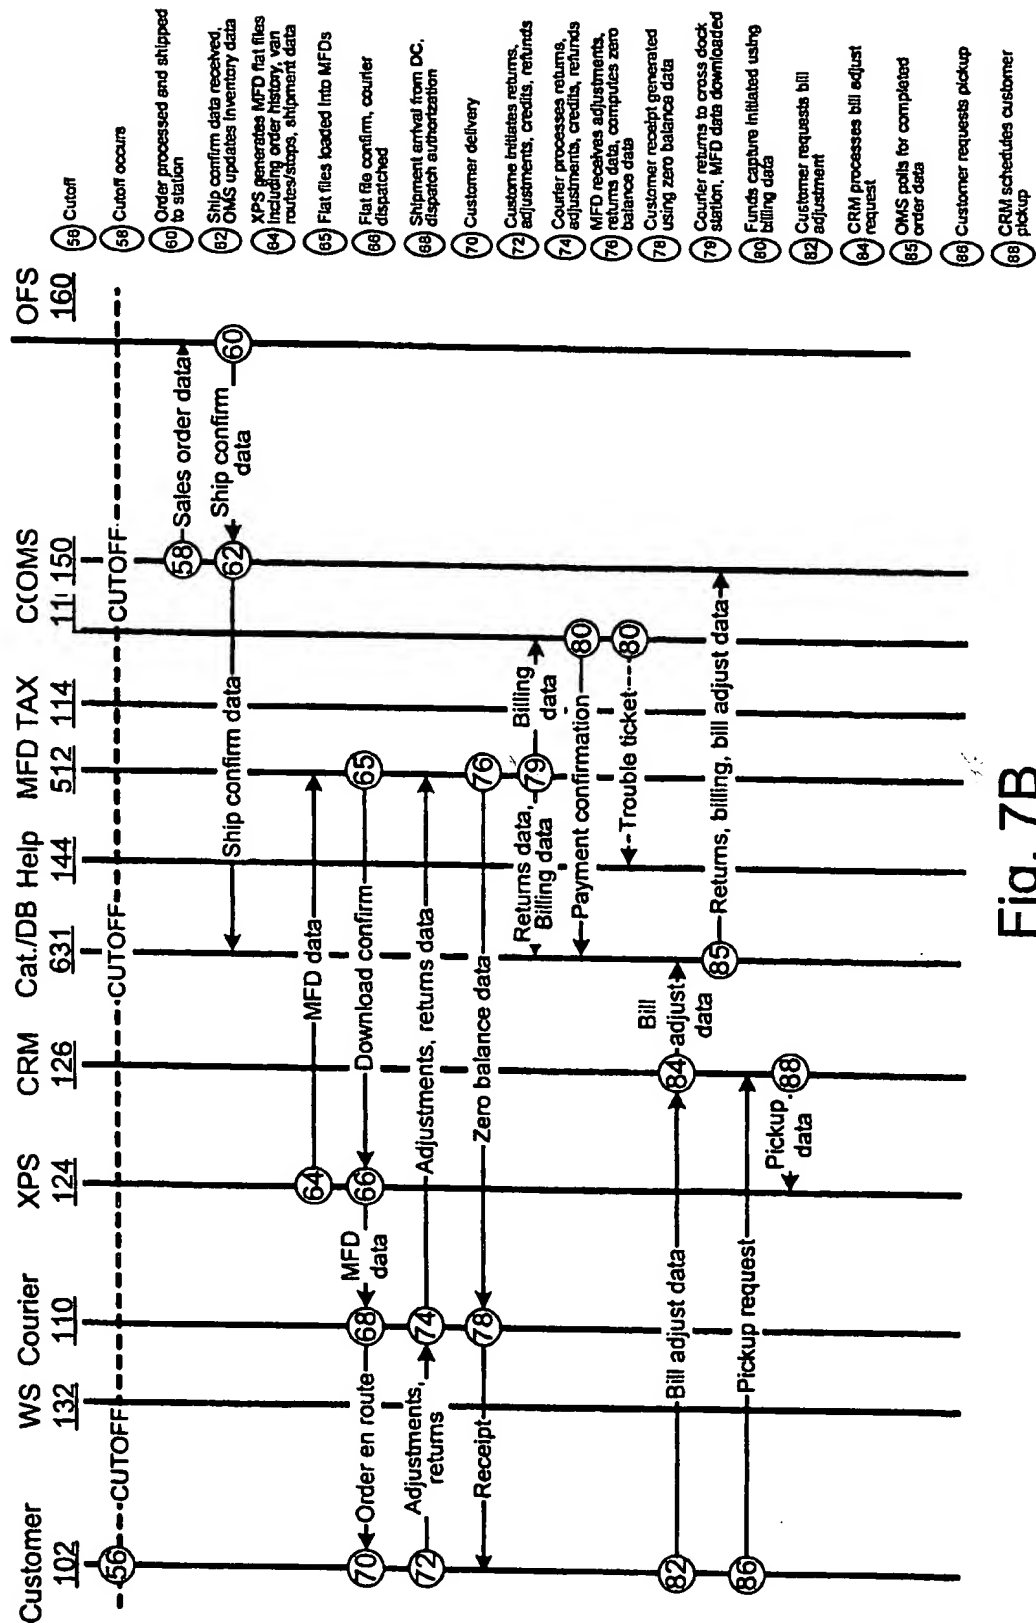 Customer
102
WS
132
Courier
110
XPS
124
CRM
126
Cat./DB
631
Help
144
MFD
512
TAX
114
CC
11
OMS
150
OFS
160
56
CUTOFF
CUTOFF
CUTOFF
58
Sales order data
60
Ship confirm
data
62
Ship confirm data
64
MFD data
65
Download confirm
66
MFD
data
68
Order en route
70
72
Adjustments,
returns
74
Adjustments, returns data
76
Zero balance data
78
Receipt
79
Returns data,
Billing data
Billing
data
80
Payment confirmation
80
Trouble ticket
82
Bill adjust data
84
Bill
adjust
data
85
Returns, billing, bill adjust data
86
Pickup request
88
Pickup
data
56 Cutoff
58 Cutoff occurs
60 Order processed and shipped
to station
62 Ship confirm data received,
OMS updates inventory data
64 XPS generates MFD flat files
including order history, van
routes/stops, shipment data
65 Flat files loaded into MFDs
66 Flat file confirm, courier
dispatched
68 Shipment arrival from DC,
dispatch authorization
70 Customer delivery
72 Custome initiates returns,
adjustments, credits, refunds
74 Courier processes returns,
adjustments, credits, refunds
76 MFD receives adjustments,
returns data, computes zero
balance data
78 Customer receipt generated
using zero balance data
79 Courier returns to cross dock
station, MFD data downloaded
80 Funds capture initiated using
billing data
82 Customer requests bill
adjustment
84 CRM processes bill adjust
request
85 OMS polls for completed
order data
86 Customer requests pickup
88 CRM schedules customer
pickup
Fig. 7B